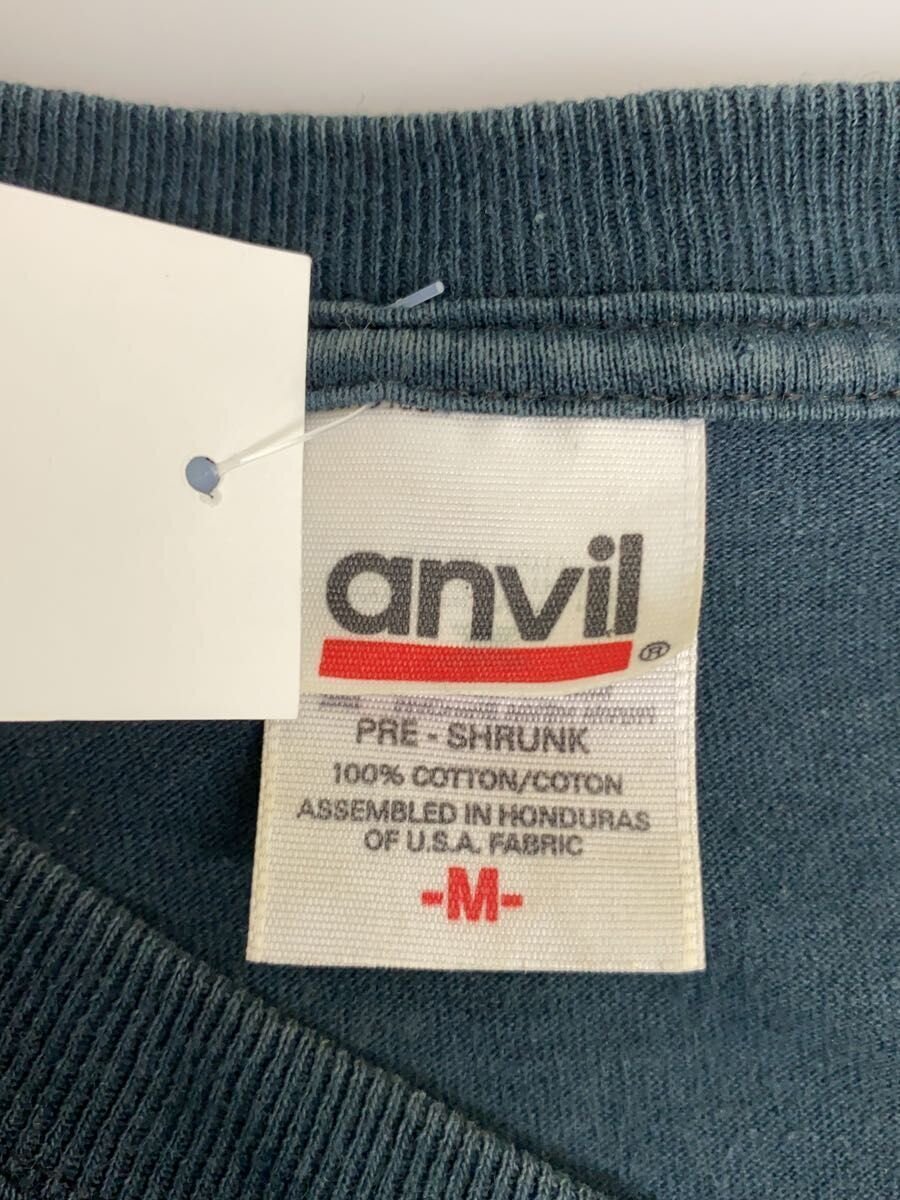 anvil ®
PRE - SHRUNK
100% COTTON/COTON
ASSEMBLED IN HONDURAS
OF U.S.A. FABRIC
-M-